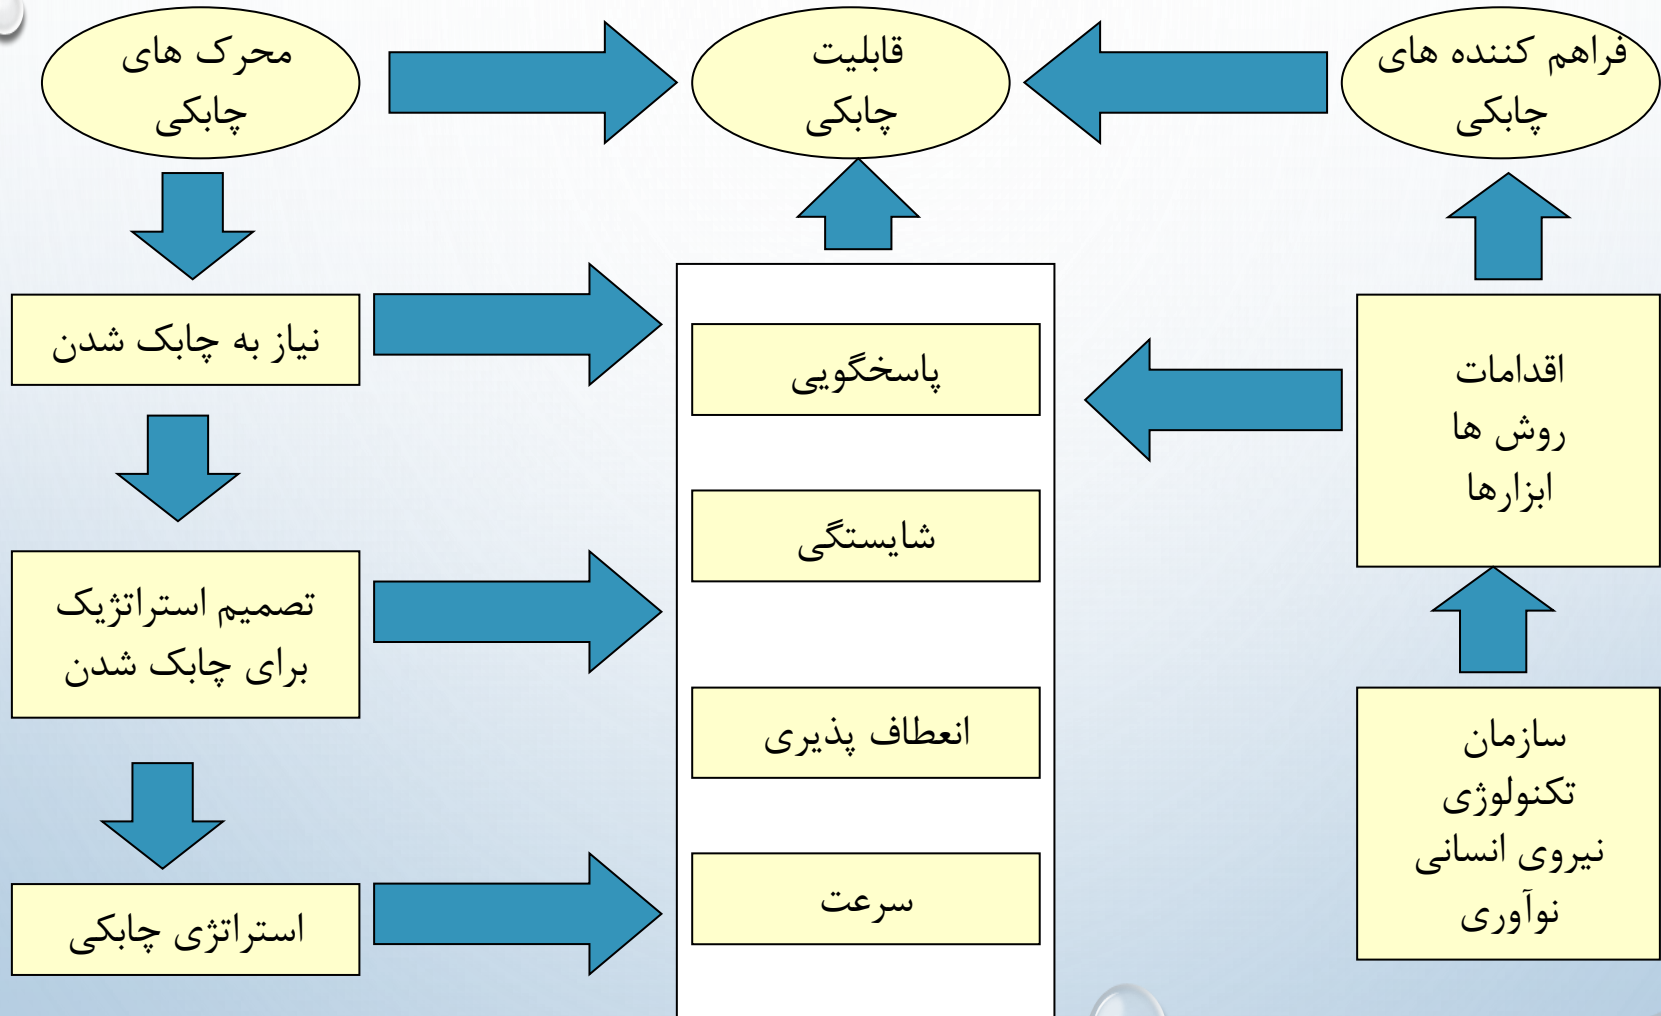 فراهم کننده های
چابکی
قابلیت
چابکی
محرک های
چابکی
نیاز به چابک شدن
تصمیم استراتژیک
برای چابک شدن
استراتژی چابکی
پاسخگویی
شایستگی
انعطاف پذیری
سرعت
اقدامات
روش ها
ابزارها
سازمان
تکنولوژی
نیروی انسانی
نوآوری